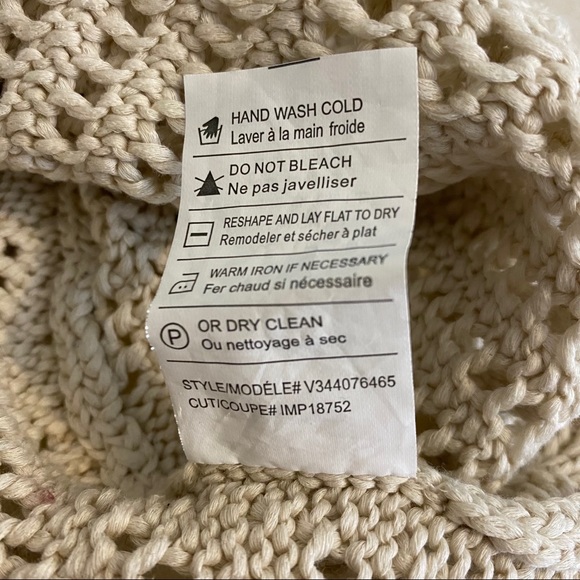 HAND WASH COLD
Laver à la main froide
DO NOT BLEACH
Ne pas javelliser
RESHAPE AND LAY FLAT TO DRY
Remodeler et sécher à plat
WARM IRON IF NECESSARY
Fer chaud si nécessaire
P
OR DRY CLEAN
Ou nettoyage à sec
STYLE/MODÉLE# V344076465
CUT/COUPE# IMP18752